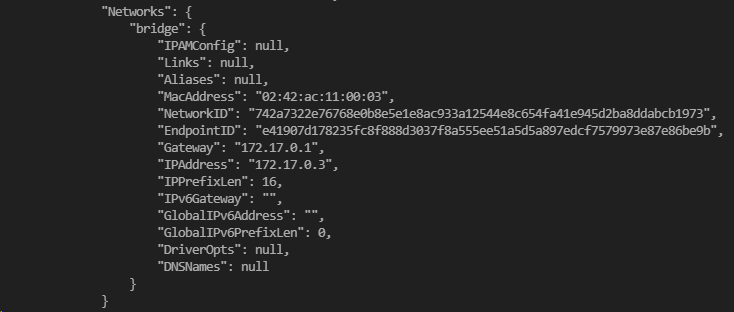 "Networks": {
"bridge": {
"IPAMConfig": null,
"Links": null,
"Aliases": null,
"MacAddress": "02:42:ac:11:00:03",
"NetworkID": "742a7322e76768e0b8e5e1e8ac933a12544e8c654fa41e945d2ba8ddabcb1973",
"EndpointID": "e41907d178235fc8f888d3037f8a555ee51a5d5a897edcf7579973e87e86be9b",
"Gateway": "172.17.0.1",
"IPAddress": "172.17.0.3",
"IPPrefixLen": 16,
"IPv6Gateway": "",
"GlobalIPv6Address": "",
"GlobalIPv6PrefixLen": 0,
"DriverOpts": null,
"DNSNames": null
}
}